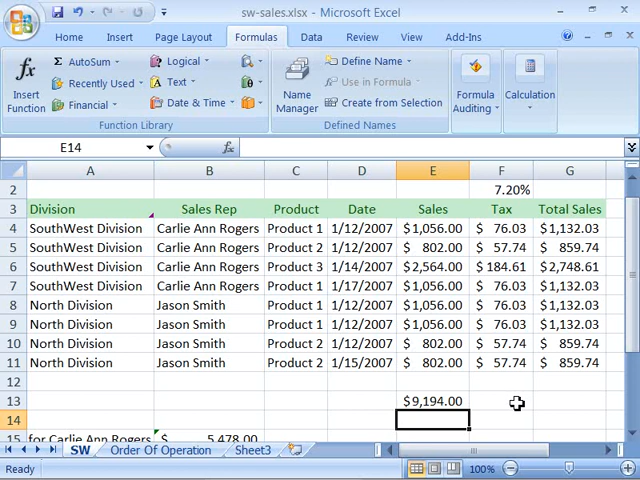 sw-sales.xlsx - Microsoft Excel
Home Insert Page Layout Formulas Data Review View Add-Ins
Σ AutoSum Logical Define Name
fx Recently Used A Text θ Use in Formula
Insert Function Financial Date & Time Name Manager Create from Selection Formula Auditing Calculation
Function Library Defined Names
E14 fx
A B C D E F G
2 7.20%
3 Division Sales Rep Product Date Sales Tax Total Sales
4 SouthWest Division Carlie Ann Rogers Product 1 1/12/2007 $1,056.00 $ 76.03 $1,132.03
5 SouthWest Division Carlie Ann Rogers Product 2 1/12/2007 $ 802.00 $ 57.74 $ 859.74
6 SouthWest Division Carlie Ann Rogers Product 3 1/14/2007 $2,564.00 $ 184.61 $2,748.61
7 SouthWest Division Carlie Ann Rogers Product 1 1/17/2007 $1,056.00 $ 76.03 $1,132.03
8 North Division Jason Smith Product 1 1/12/2007 $1,056.00 $ 76.03 $1,132.03
9 North Division Jason Smith Product 1 1/12/2007 $1,056.00 $ 76.03 $1,132.03
10 North Division Jason Smith Product 2 1/12/2007 $ 802.00 $ 57.74 $ 859.74
11 North Division Jason Smith Product 2 1/15/2007 $ 802.00 $ 57.74 $ 859.74
12
13 $9,194.00
14
15 for Carlie Ann Rogers $ 5,478.00
SW Order Of Operation Sheet3
Ready 100%